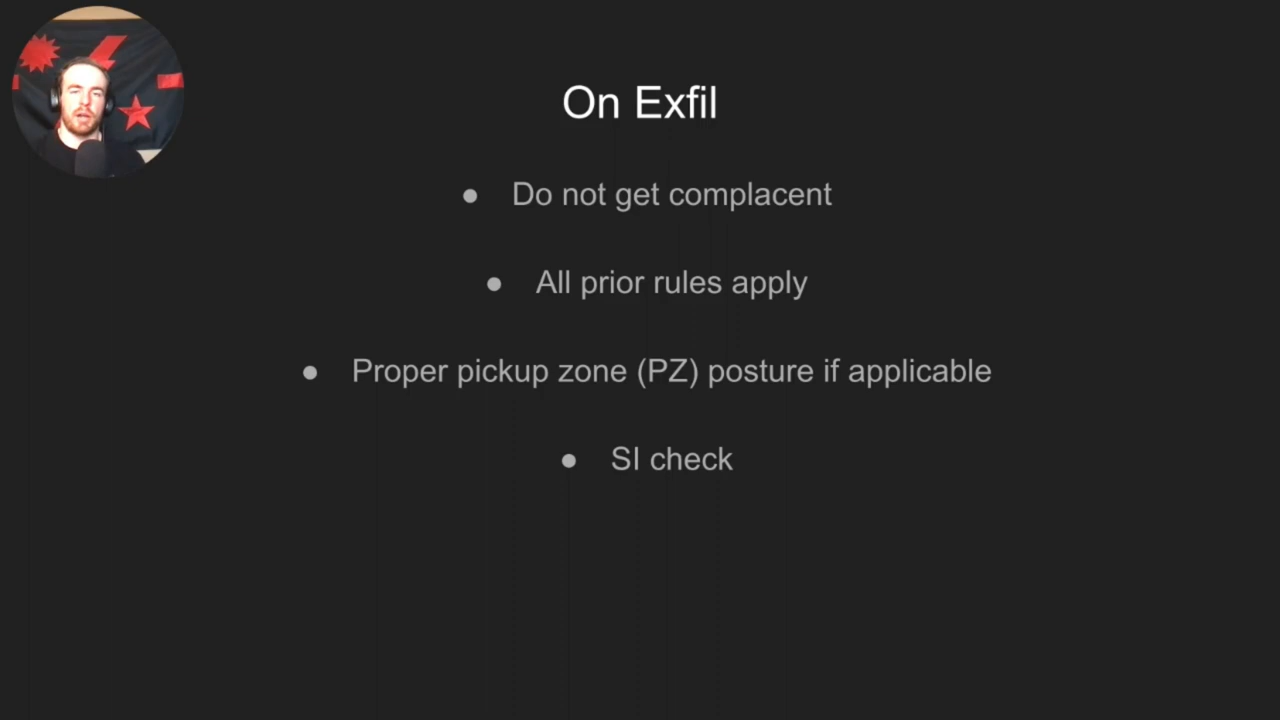 On Exfil
● Do not get complacent
● All prior rules apply
● Proper pickup zone (PZ) posture if applicable
● SI check